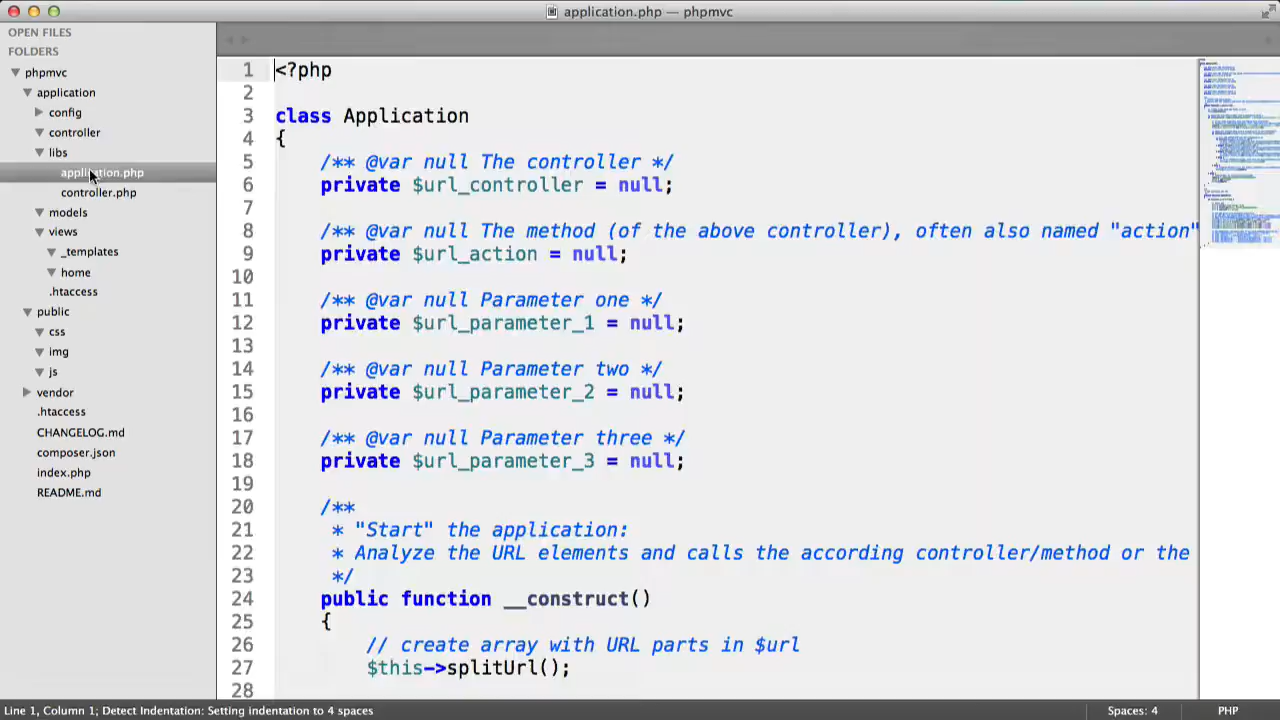 application.php — phpmvc
OPEN FILES
FOLDERS
phpmvc
application
config
controller
libs
application.php
controller.php
models
views
_templates
home
.htaccess
public
css
img
js
vendor
.htaccess
CHANGELOG.md
composer.json
index.php
README.md
1 <?php
2
3 class Application
4 {
5 /** @var null The controller */
6 private $url_controller = null;
7
8 /** @var null The method (of the above controller), often also named "action"
9 private $url_action = null;
10
11 /** @var null Parameter one */
12 private $url_parameter_1 = null;
13
14 /** @var null Parameter two */
15 private $url_parameter_2 = null;
16
17 /** @var null Parameter three */
18 private $url_parameter_3 = null;
19
20 /**
21 * "Start" the application:
22 * Analyze the URL elements and calls the according controller/method or the
23 */
24 public function __construct()
25 {
26 // create array with URL parts in $url
27 $this->splitUrl();
28
Line 1, Column 1; Detect Indentation: Setting indentation to 4 spaces
Spaces: 4
PHP